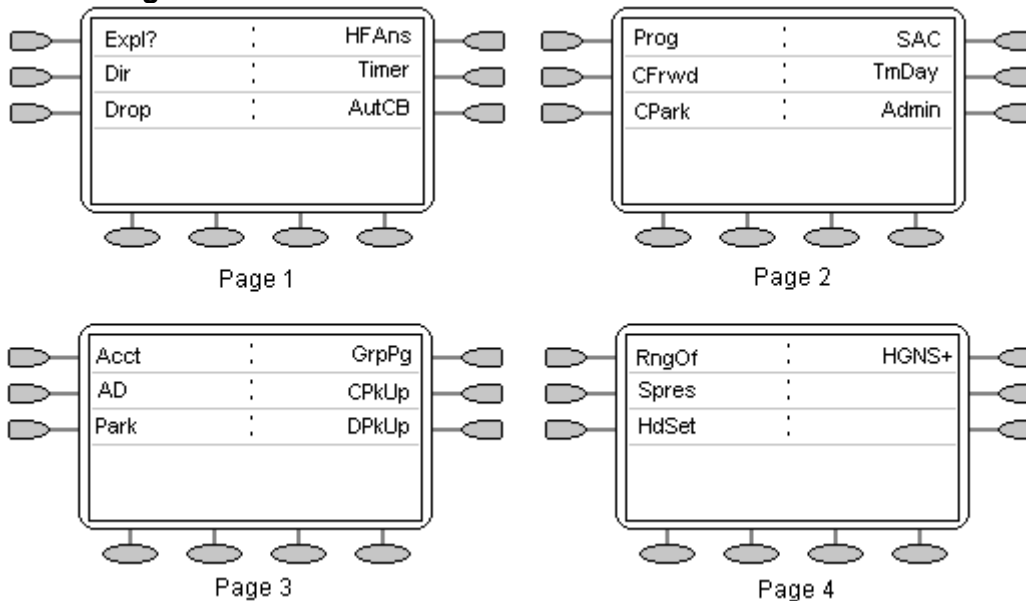 Expl? : HFAns
Dir : Timer
Drop : AutCB
Page 1
Prog : SAC
CFrwd : TmDay
CPark : Admin
Page 2
Acct : GrpPg
AD : CPkUp
Park : DPkUp
Page 3
RngOf : HGNS+
Spres :
HdSet :
Page 4